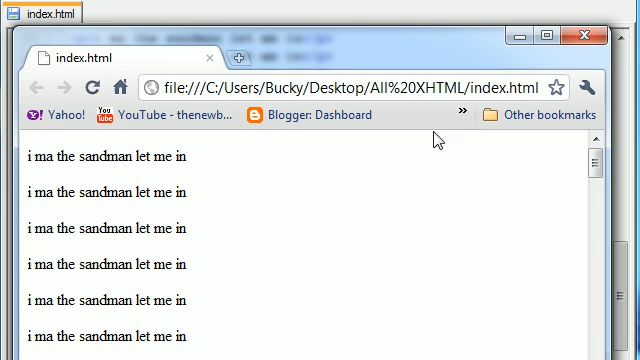 index.html
index.html
file:///C:/Users/Bucky/Desktop/All%20XHTML/index.html
Y! Yahoo! You Tube YouTube - thenewb... Blogger: Dashboard » Other bookmarks
i ma the sandman let me in
i ma the sandman let me in
i ma the sandman let me in
i ma the sandman let me in
i ma the sandman let me in
i ma the sandman let me in